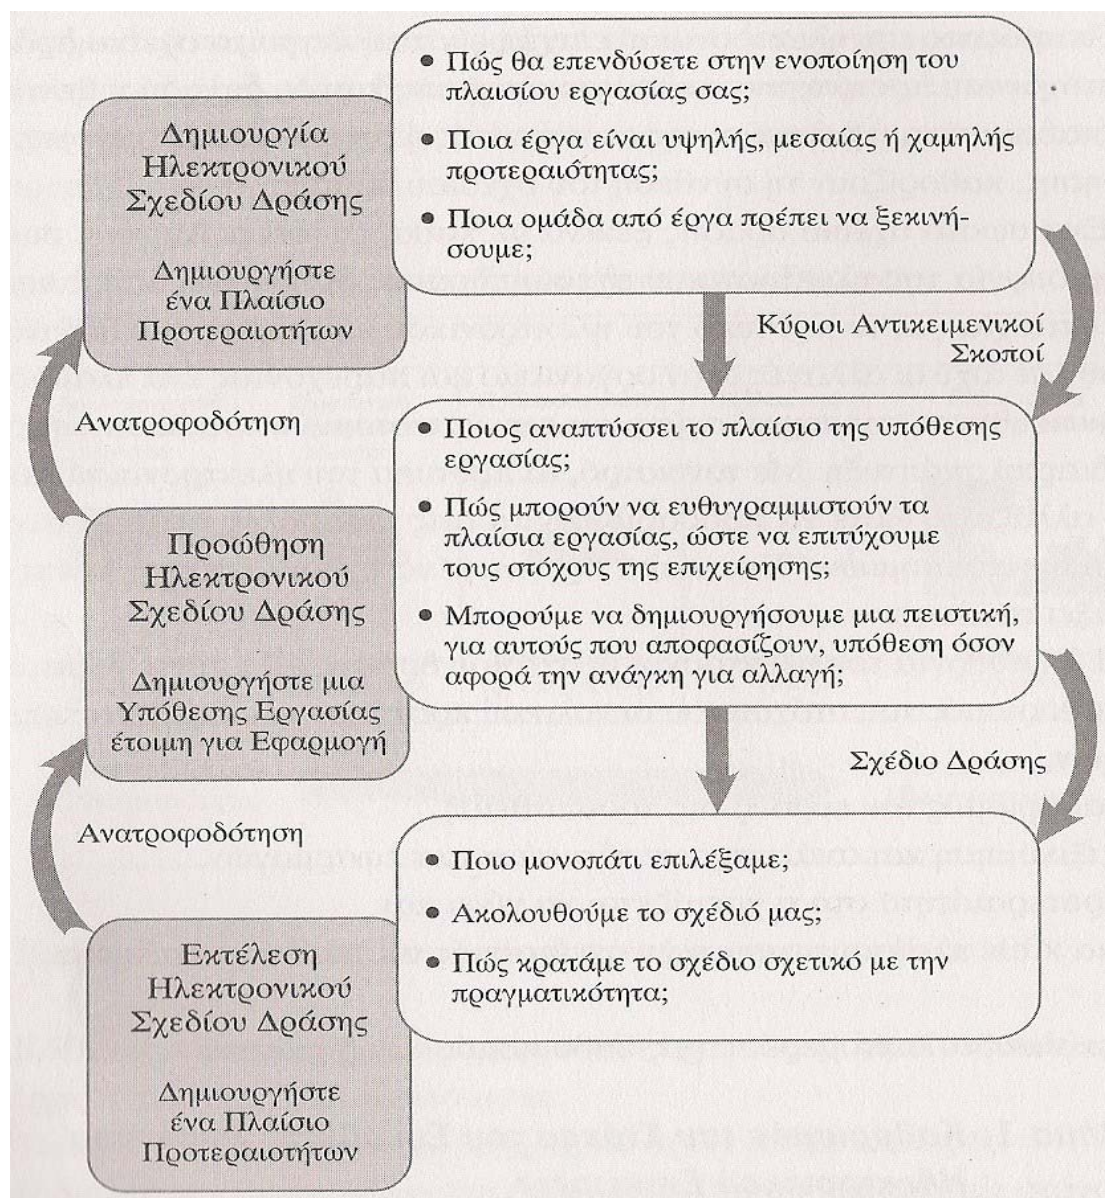 Δημιουργία
Ηλεκτρονικού
Σχεδίου Δράσης
Δημιουργήστε
ένα Πλαίσιο
Προτεραιοτήτων
• Πώς θα επενδύσετε στην ενοποίηση του
πλαισίου εργασίας σας;
• Ποια έργα είναι υψηλής, μεσαίας ή χαμηλής
προτεραιότητας;
• Ποια ομάδα από έργα πρέπει να ξεκινή-
σουμε;
Κύριοι Αντικειμενικοί
Σκοποί
Ανατροφοδότηση
Προώθηση
Ηλεκτρονικού
Σχεδίου Δράσης
Δημιουργήστε μια
Υπόθεσης Εργασίας
έτοιμη για Εφαρμογή
• Ποιος αναπτύσσει το πλαίσιο της υπόθεσης
εργασίας;
• Πώς μπορούν να ευθυγραμμιστούν τα
πλαίσια εργασίας, ώστε να επιτύχουμε
τους στόχους της επιχείρησης;
• Μπορούμε να δημιουργήσουμε μια πειστική,
για αυτούς που αποφασίζουν, υπόθεση όσον
αφορά την ανάγκη για αλλαγή;
Σχέδιο Δράσης
Ανατροφοδότηση
Εκτέλεση
Ηλεκτρονικού
Σχεδίου Δράσης
Δημιουργήστε
ένα Πλαίσιο
Προτεραιοτήτων
• Ποιο μονοπάτι επιλέξαμε;
• Ακολουθούμε το σχέδιό μας;
• Πώς κρατάμε το σχέδιο σχετικό με την
πραγματικότητα;